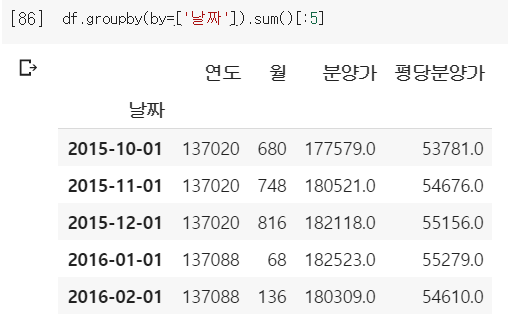 [86] df.groupby(by=['날짜']).sum()[:5]
연도 월 분양가 평당분양가
날짜
2015-10-01 137020 680 177579.0 53781.0
2015-11-01 137020 748 180521.0 54676.0
2015-12-01 137020 816 182118.0 55156.0
2016-01-01 137088 68 182523.0 55279.0
2016-02-01 137088 136 180309.0 54610.0